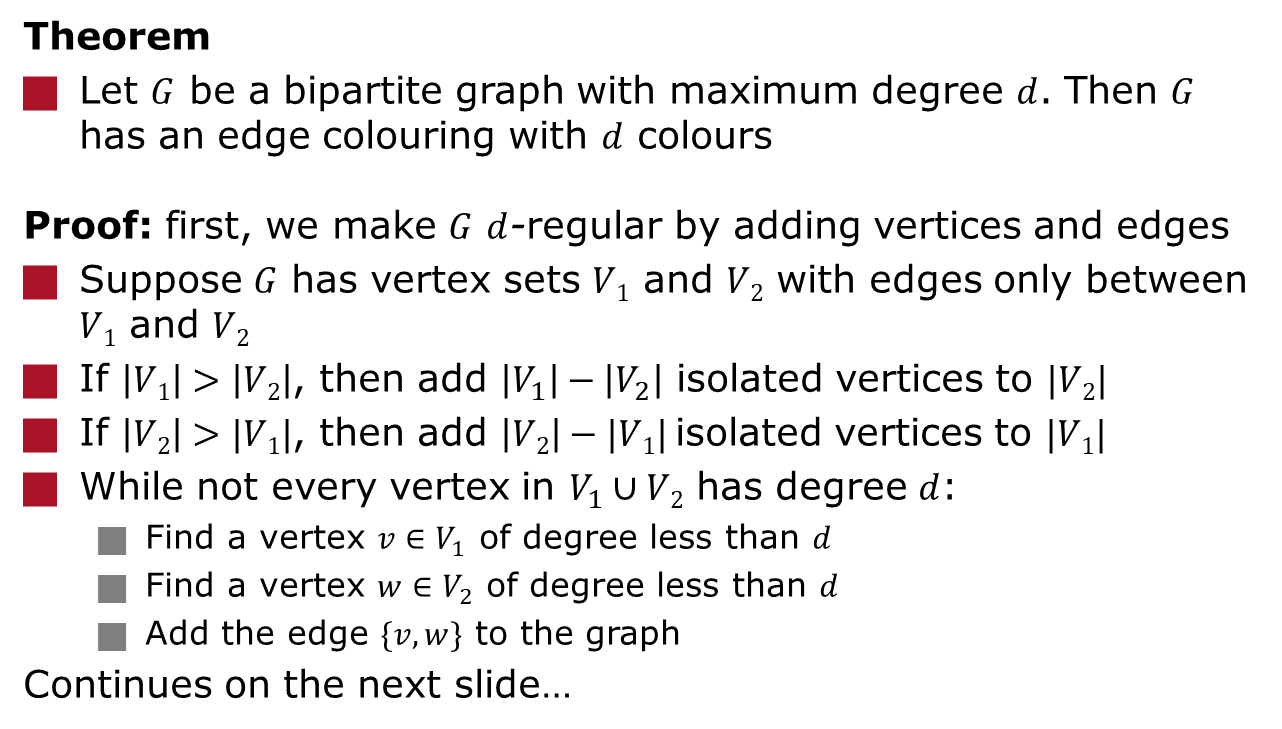 Theorem
Let G be a bipartite graph with maximum degree d. Then G
has an edge colouring with d colours
Proof: first, we make G d-regular by adding vertices and edges
Suppose G has vertex sets V₁ and V₂ with edges only between
V₁ and V₂
If |V₁| > |V₂|, then add |V₁| − |V₂| isolated vertices to |V₂|
If |V₂| > |V₁|, then add |V₂| − |V₁| isolated vertices to |V₁|
While not every vertex in V₁ ∪ V₂ has degree d:
Find a vertex v ∈ V₁ of degree less than d
Find a vertex w ∈ V₂ of degree less than d
Add the edge {v, w} to the graph
Continues on the next slide…